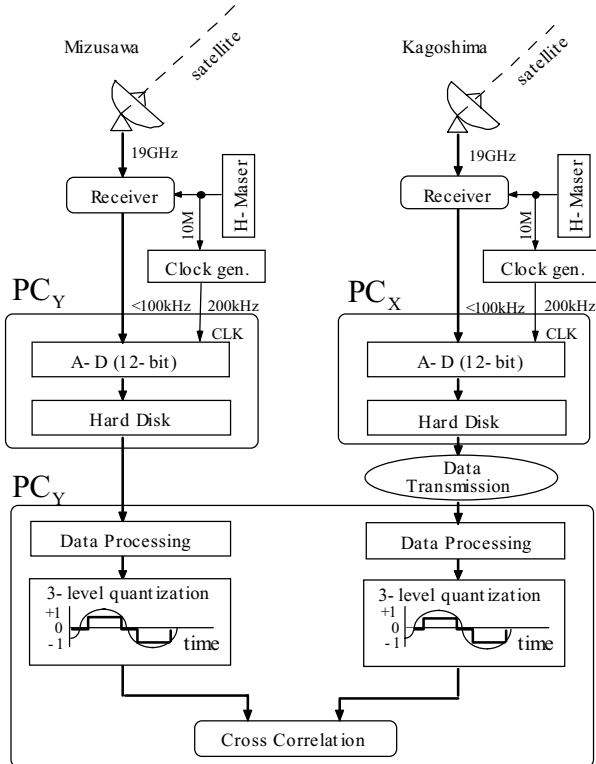 Mizusawa
satellite
19GHz
Receiver
H- Maser
10M
Clock gen.
PCY
<100kHz
200kHz
CLK
A- D (12- bit)
Hard Disk
Kagoshima
satellite
19GHz
Receiver
H- Maser
10M
Clock gen.
PCX
<100kHz
200kHz
CLK
A- D (12- bit)
Hard Disk
Data
Transmission
PCY
Data Processing
3- level quantization
+1
0
- 1
time
Data Processing
3- level quantization
+1
0
- 1
time
Cross Correlation